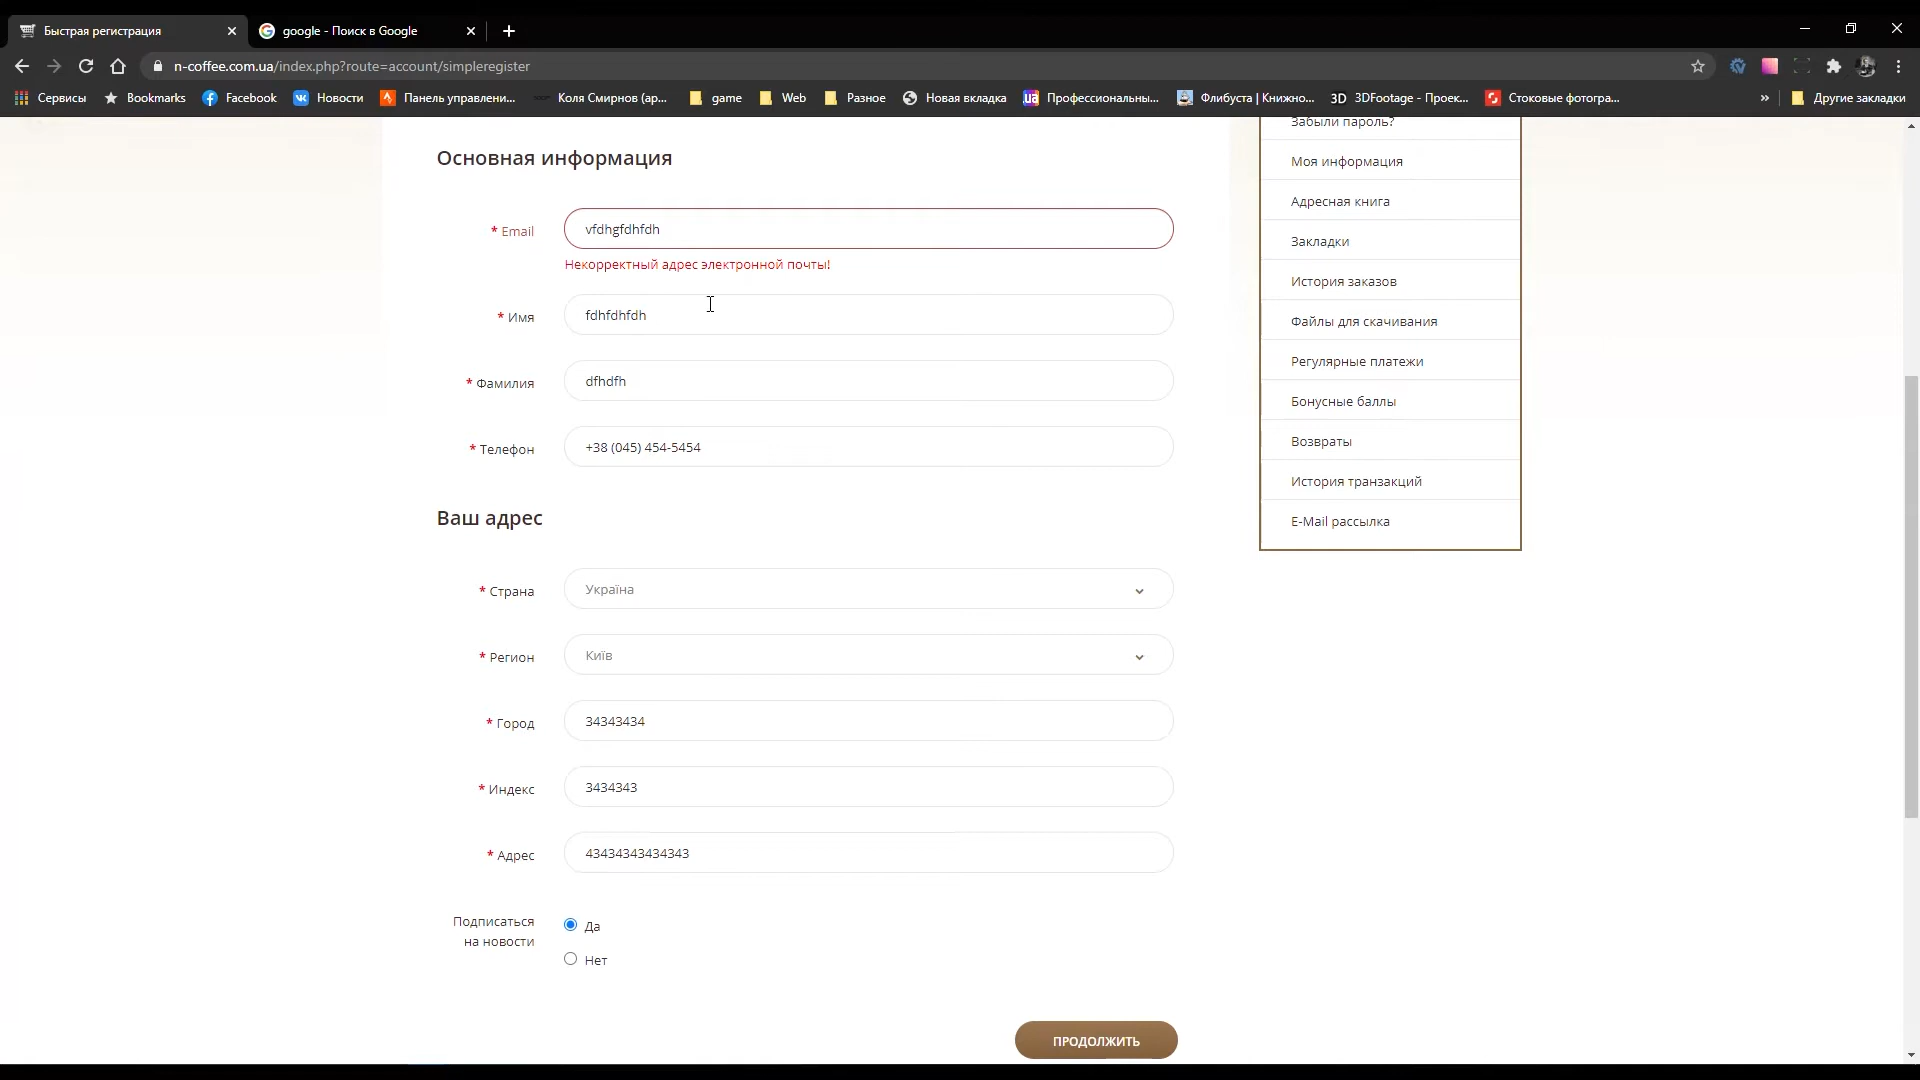 Быстрая регистрация
google - Поиск в Google
n-coffee.com.ua/index.php?route=account/simpleregister
Сервисы
Bookmarks
Facebook
Новости
Панель управлени...
Коля Смирнов (ар...
game
Web
Разное
Новая вкладка
Профессиональны...
Флибуста | Книжно...
3D 3DFootage - Проек...
Стоковые фотогра...
»
Другие закладки
Основная информация
* Email
vfdhgfdhfdh
Некорректный адрес электронной почты!
* Имя
fdhfdhfdh
* Фамилия
dfhdfh
* Телефон
+38 (045) 454-5454
Ваш адрес
* Страна
Україна
* Регион
Київ
* Город
34343434
* Индекс
3434343
* Адрес
43434343434343
Подписаться
на новости
Да
Нет
ПРОДОЛЖИТЬ
Забыли пароль?
Моя информация
Адресная книга
Закладки
История заказов
Файлы для скачивания
Регулярные платежи
Бонусные баллы
Возвраты
История транзакций
E-Mail рассылка